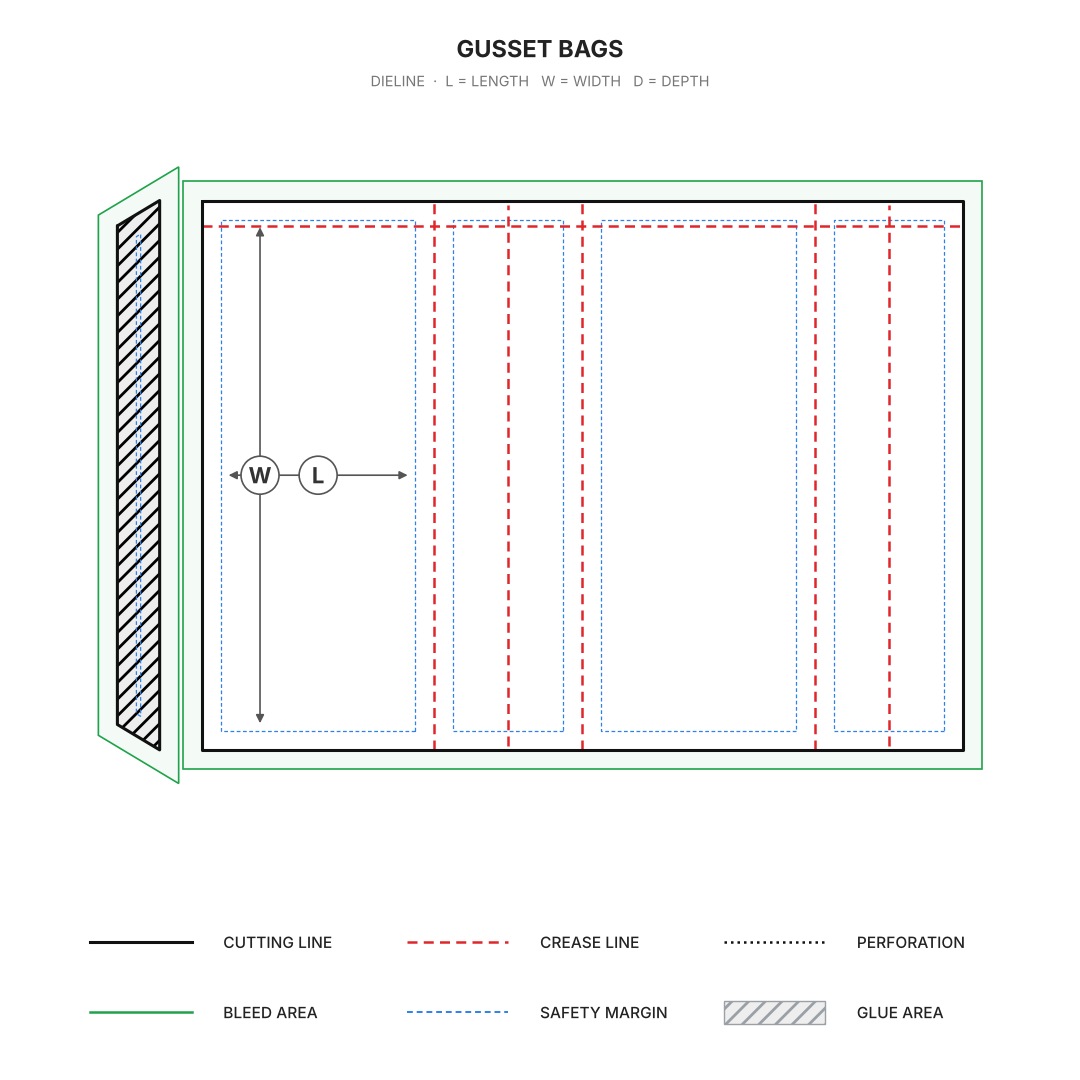 GUSSET BAGS
DIELINE · L = LENGTH W = WIDTH D = DEPTH
W L
CUTTING LINE CREASE LINE PERFORATION
BLEED AREA SAFETY MARGIN GLUE AREA